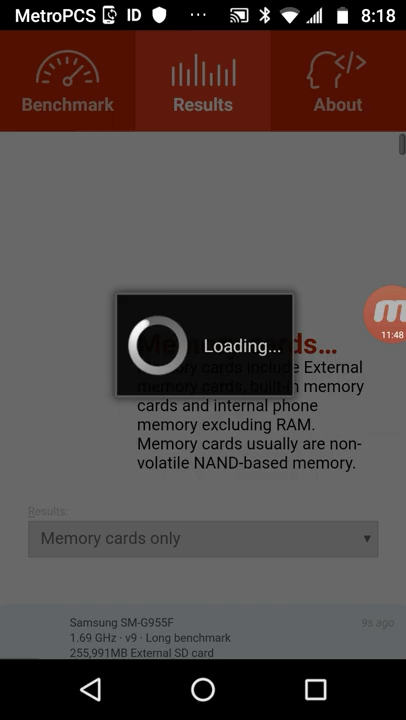 MetroPCS ID ... 8:18
Benchmark Results About
Loading...
Memory cards...
Memory cards include External
memory cards, built-in memory
cards and internal phone
memory excluding RAM.
Memory cards usually are non-
volatile NAND-based memory.
11:48
Results:
Memory cards only
Samsung SM-G955F 9s ago
1.69 GHz · v9 · Long benchmark
255,991MB External SD card